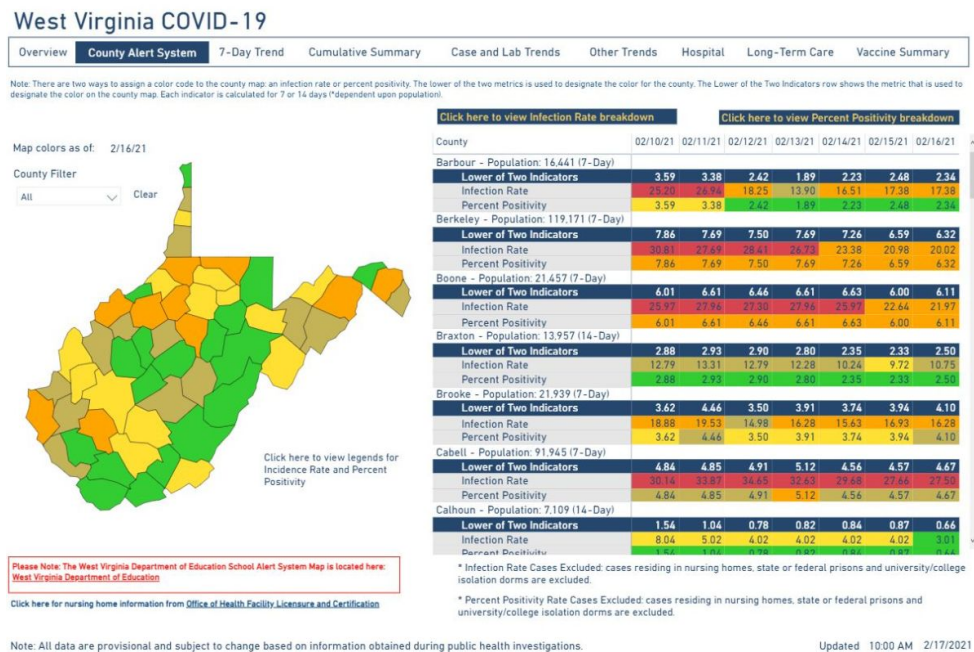 West Virginia COVID-19
Overview County Alert System 7-Day Trend Cumulative Summary Case and Lab Trends Other Trends Hospital Long-Term Care Vaccine Summary
Note: There are two ways to assign a color code to the county map: an infection rate or percent positivity. The lower of the two metrics is used to designate the color for the county. The Lower of the Two Indicators row shows the metric that is used to
designate the color on the county map. Each indicator is calculated for 7 or 14 days (*dependent upon population).
Click here to view Infection Rate breakdown Click here to view Percent Positivity breakdown
Map colors as of: 2/16/21
County Filter
All Clear
County 02/10/21 02/11/21 02/12/21 02/13/21 02/14/21 02/15/21 02/16/21
Barbour - Population: 16,441 (7-Day)
Lower of Two Indicators 3.59 3.38 2.42 1.89 2.23 2.48 2.34
Infection Rate 25.20 26.94 18.25 13.90 16.51 17.38 17.38
Percent Positivity 3.59 3.38 2.42 1.89 2.23 2.48 2.34
Berkeley - Population: 119,171 (7-Day)
Lower of Two Indicators 7.86 7.69 7.50 7.69 7.26 6.59 6.32
Infection Rate 30.81 27.69 28.41 26.73 23.38 20.98 20.02
Percent Positivity 7.86 7.69 7.50 7.69 7.26 6.59 6.32
Boone - Population: 21,457 (7-Day)
Lower of Two Indicators 6.01 6.61 6.46 6.61 6.63 6.00 6.11
Infection Rate 25.97 27.96 27.30 27.96 25.97 22.64 21.97
Percent Positivity 6.01 6.61 6.46 6.61 6.63 6.00 6.11
Braxton - Population: 13,957 (14-Day)
Lower of Two Indicators 2.88 2.93 2.90 2.80 2.35 2.33 2.50
Infection Rate 12.79 13.31 12.79 12.28 10.24 9.72 10.75
Percent Positivity 2.88 2.93 2.90 2.80 2.35 2.33 2.50
Brooke - Population: 21,939 (7-Day)
Lower of Two Indicators 3.62 4.46 3.50 3.91 3.74 3.94 4.10
Infection Rate 18.88 19.53 14.98 16.28 15.63 16.93 16.28
Percent Positivity 3.62 4.46 3.50 3.91 3.74 3.94 4.10
Cabell - Population: 91,945 (7-Day)
Lower of Two Indicators 4.84 4.85 4.91 5.12 4.56 4.57 4.67
Infection Rate 30.14 33.87 34.65 32.63 29.68 27.66 27.50
Percent Positivity 4.84 4.85 4.91 5.12 4.56 4.57 4.67
Calhoun - Population: 7,109 (14-Day)
Lower of Two Indicators 1.54 1.04 0.78 0.82 0.84 0.87 0.66
Infection Rate 8.04 5.02 4.02 4.02 4.02 4.02 3.01
Percent Positivity 1.54 1.04 0.78 0.82 0.84 0.87 0.66
Click here to view legends for
Incidence Rate and Percent
Positivity
Please Note: The West Virginia Department of Education School Alert System Map is located here:
West Virginia Department of Education
Click here for nursing home information from Office of Health Facility Licensure and Certification
* Infection Rate Cases Excluded: cases residing in nursing homes, state or federal prisons and university/college
isolation dorms are excluded.
* Percent Positivity Rate Cases Excluded: cases residing in nursing homes, state or federal prisons and
university/college isolation dorms are excluded.
Note: All data are provisional and subject to change based on information obtained during public health investigations.
Updated 10:00 AM 2/17/2021